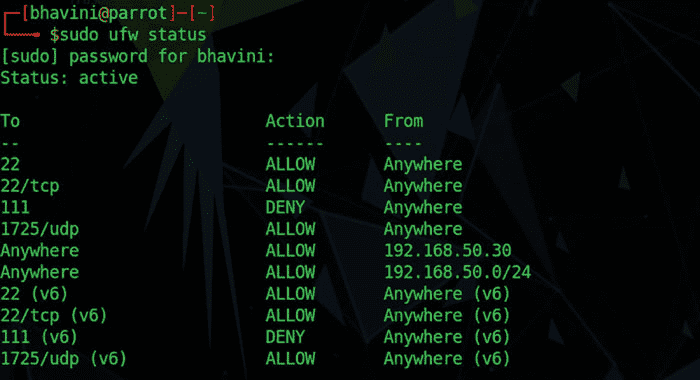 [bhavini@parrot]─[~]
$sudo ufw status
[sudo] password for bhavini:
Status: active
To Action From
-- ------ ----
22 ALLOW Anywhere
22/tcp ALLOW Anywhere
111 DENY Anywhere
1725/udp ALLOW Anywhere
Anywhere ALLOW 192.168.50.30
Anywhere ALLOW 192.168.50.0/24
22 (v6) ALLOW Anywhere (v6)
22/tcp (v6) ALLOW Anywhere (v6)
111 (v6) DENY Anywhere (v6)
1725/udp (v6) ALLOW Anywhere (v6)